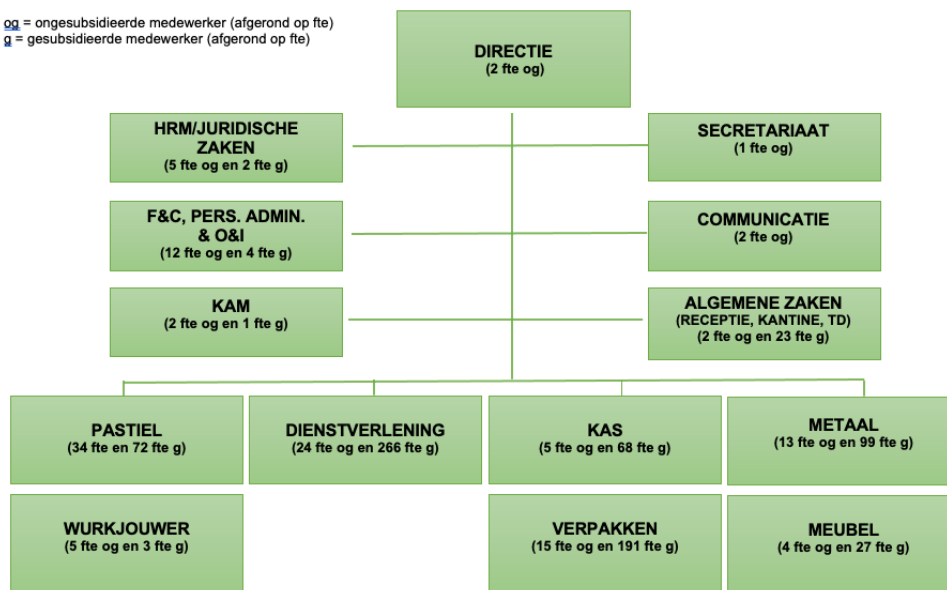 og = ongesubsidieerde medewerker (afgerond op fte)
g = gesubsidieerde medewerker (afgerond op fte)
DIRECTIE
(2 fte og)
HRM/JURIDISCHE
ZAKEN
(5 fte og en 2 fte g)
SECRETARIAAT
(1 fte og)
F&C, PERS. ADMIN.
& O&I
(12 fte og en 4 fte g)
COMMUNICATIE
(2 fte og)
KAM
(2 fte og en 1 fte g)
ALGEMENE ZAKEN
(RECEPTIE, KANTINE, TD)
(2 fte og en 23 fte g)
PASTIEL
(34 fte en 72 fte g)
DIENSTVERLENING
(24 fte og en 266 fte g)
KAS
(5 fte og en 68 fte g)
METAAL
(13 fte og en 99 fte g)
WURKJOUWER
(5 fte og en 3 fte g)
VERPAKKEN
(15 fte og en 191 fte g)
MEUBEL
(4 fte og en 27 fte g)